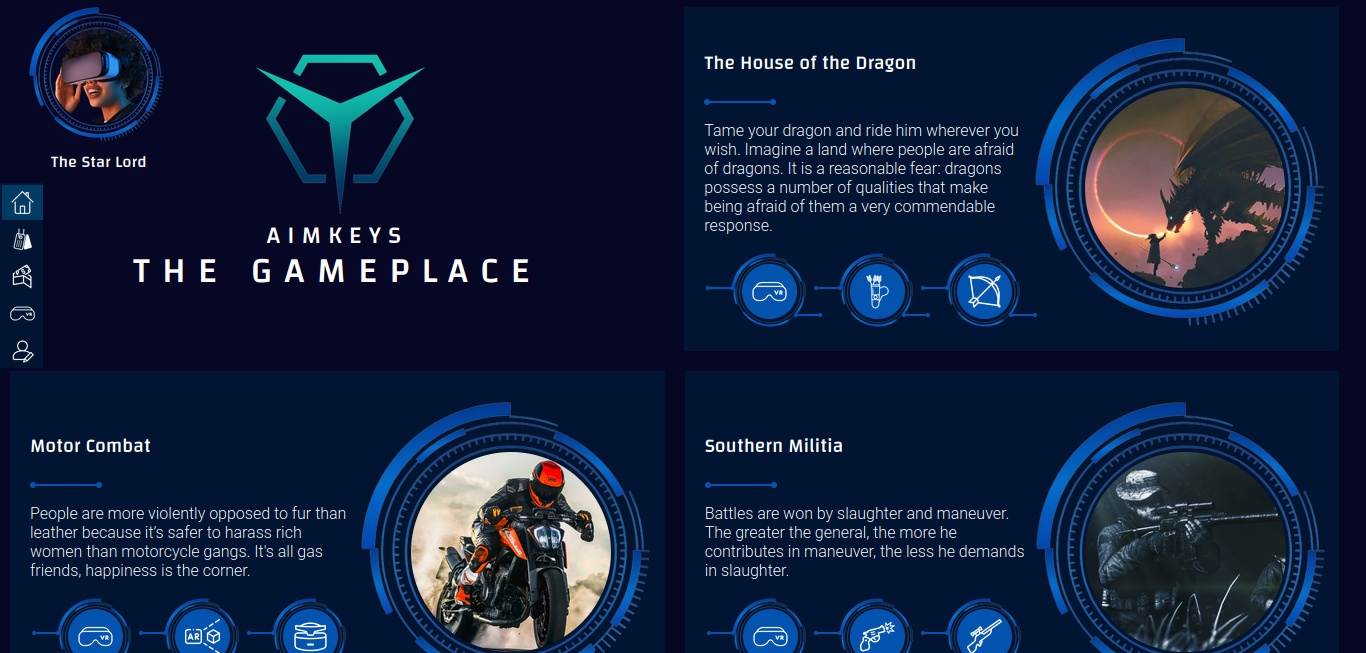 The Star Lord
AIMKEYS
THE GAMEPLACE
The House of the Dragon
Tame your dragon and ride him wherever you
wish. Imagine a land where people are afraid
of dragons. It is a reasonable fear: dragons
possess a number of qualities that make
being afraid of them a very commendable
response.
VR
VR
Motor Combat
People are more violently opposed to fur than
leather because it's safer to harass rich
women than motorcycle gangs. It's all gas
friends, happiness is the corner.
VR
AR
Southern Militia
Battles are won by slaughter and maneuver.
The greater the general, the more he
contributes in maneuver, the less he demands
in slaughter.
VR